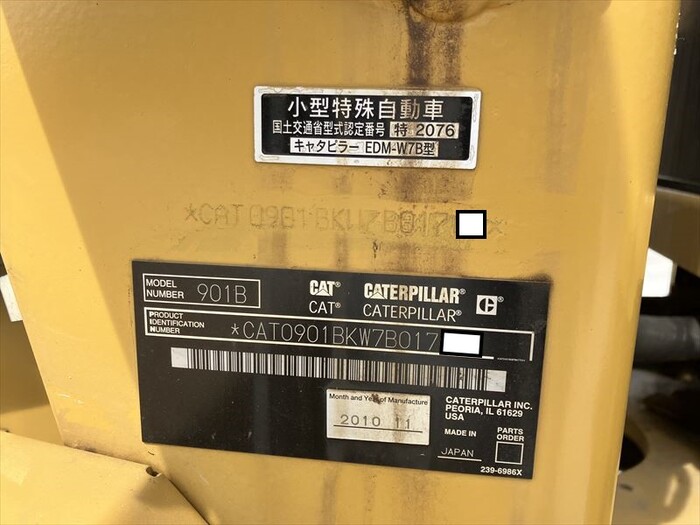 小型特殊自動車
国土交通省型式認定番号 特 2076
キャタピラー EDM-W7B型
*CAT0901BKW7B017 *
MODEL NUMBER 901B
CAT® CATERPILLAR®
CAT® CATERPILLAR®
PRODUCT IDENTIFICATION NUMBER *CAT0901BKW7B017
Month and Year of Manufacture
2010 11
CATERPILLAR INC.
PEORIA, IL 61629
USA
MADE IN
JAPAN
PARTS ORDER
239-6986X